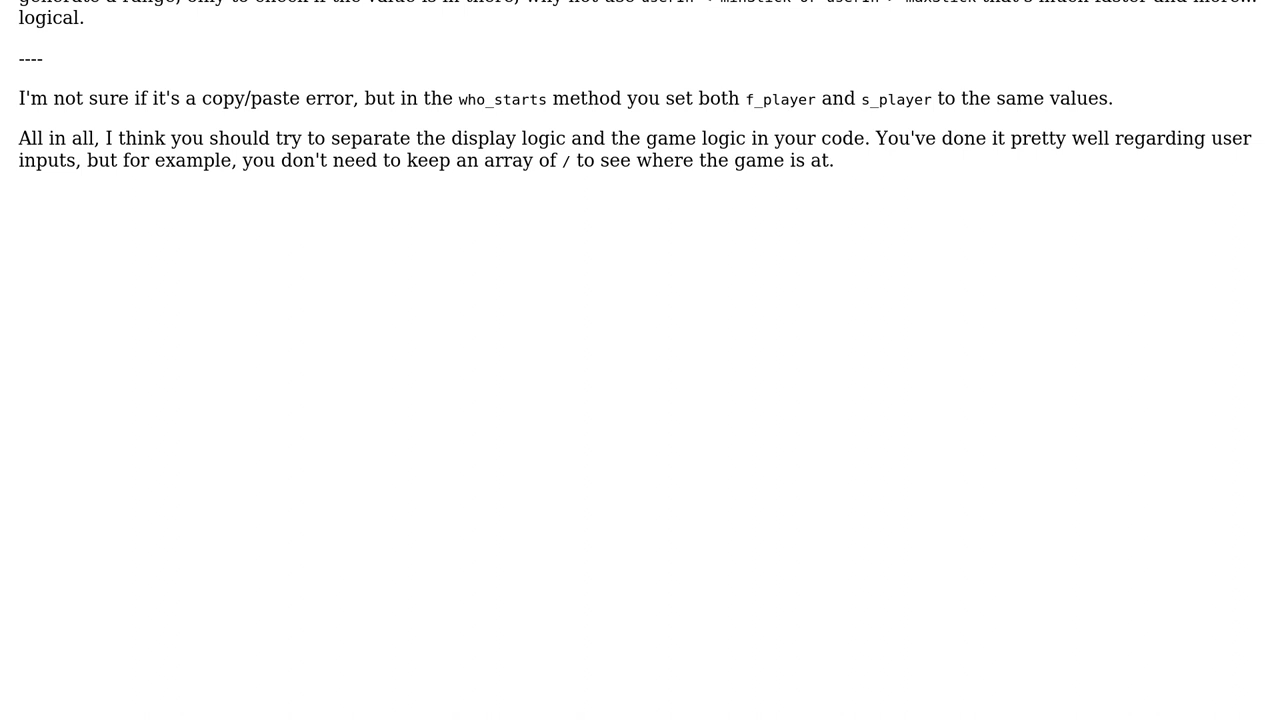 logical.
----
I'm not sure if it's a copy/paste error, but in the who_starts method you set both f_player and s_player to the same values.
All in all, I think you should try to separate the display logic and the game logic in your code. You've done it pretty well regarding user
inputs, but for example, you don't need to keep an array of / to see where the game is at.